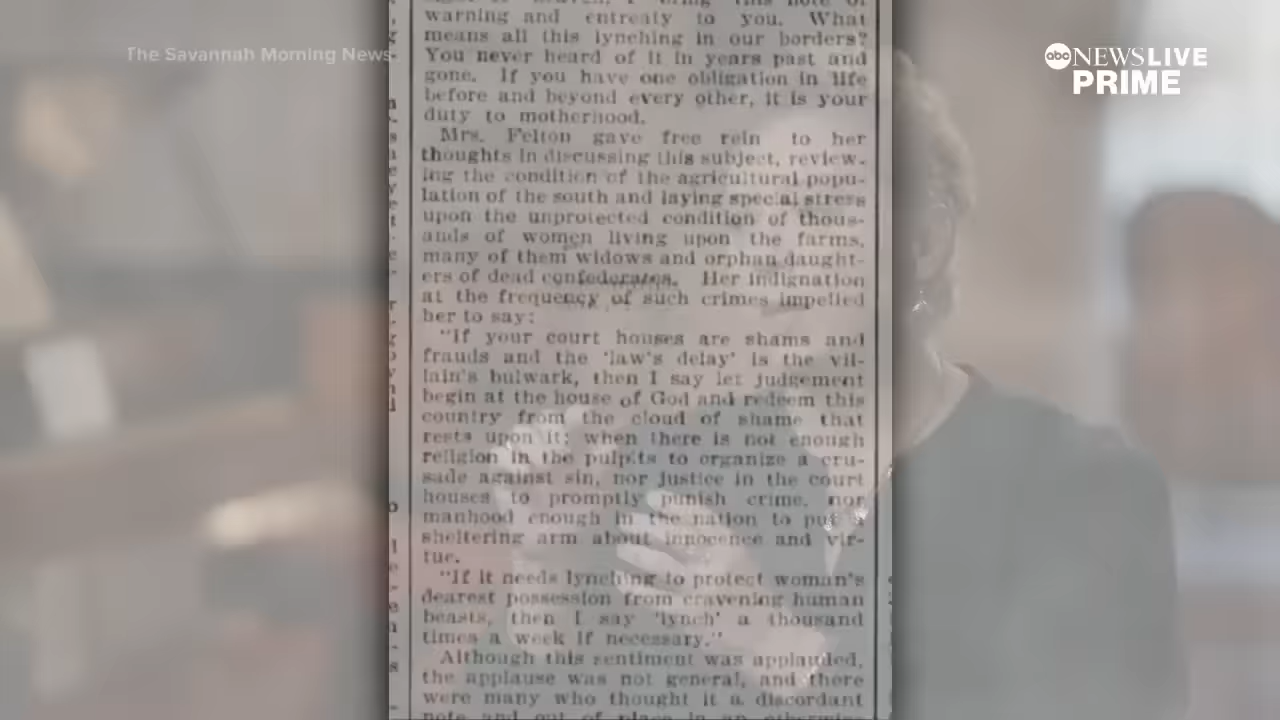 The Savannah Morning News
abc NEWS LIVE
PRIME
warning and entreaty to you. What
means all this lynching in our borders?
You never heard of it in years past and
gone. If you have one obligation in life
before and beyond every other, it is your
duty to motherhood.
Mrs. Felton gave free rein to her
thoughts in discussing this subject, review-
ing the condition of the agricultural popu-
lation of the south and laying special stress
upon the unprotected condition of thous-
ands of women living upon the farms,
many of them widows and orphan daught-
ers of dead confederates. Her indignation
at the frequency of such crimes impelled
her to say:
"If your court houses are shams and
frauds and the 'law's delay' is the vil-
lain's bulwark, then I say let judgement
begin at the house of God and redeem this
country from the cloud of shame that
rests upon it; when there is not enough
religion in the pulpits to organize a cru-
sade against sin, nor justice in the court
houses to promptly punish crime, nor
manhood enough in the nation to put a
sheltering arm about innocence and vir-
tue.
"If it needs lynching to protect woman's
dearest possession from cravening human
beasts, then I say 'lynch' a thousand
times a week if necessary."
Although this sentiment was applauded,
the applause was not general, and there
were many who thought it a discordant
note and out of place in an otherwise